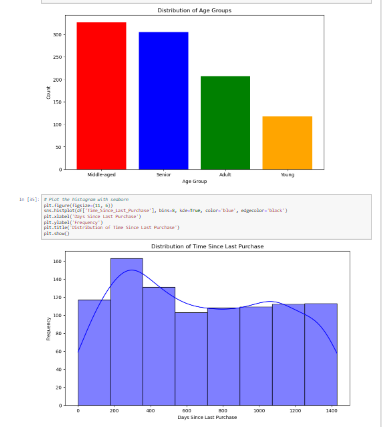 Distribution of Age Groups
Count
300
250
200
150
100
50
0
Middle-aged Senior Adult Young
Age Group
# Plot the histogram with seaborn
plt.figure(figsize=(11, 6))
sns.histplot(df['Time_Since_Last_Purchase'], bins=8, kde=True, color='blue', edgecolor='black')
plt.xlabel('Days Since Last Purchase')
plt.ylabel('Frequency')
plt.title('Distribution of Time Since Last Purchase')
plt.show()
Distribution of Time Since Last Purchase
Frequency
160
140
120
100
80
60
40
20
0
0 200 400 600 800 1000 1200 1400
Days Since Last Purchase